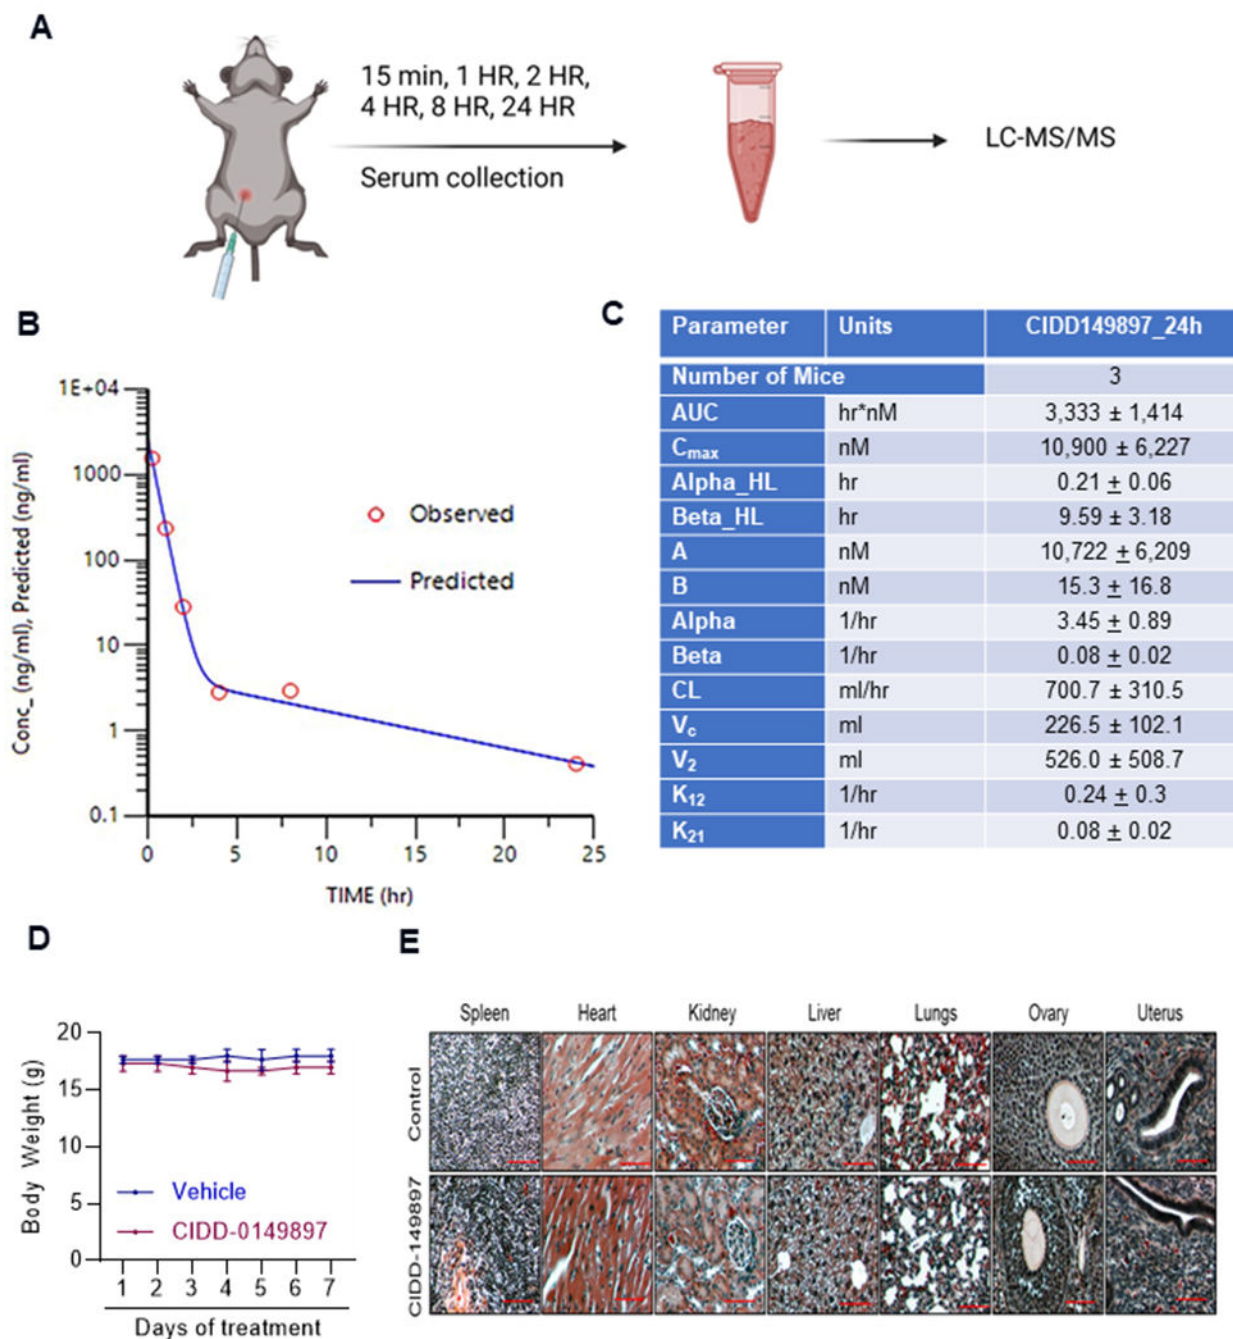 A
15 min, 1 HR, 2 HR,
4 HR, 8 HR, 24 HR
Serum collection
LC-MS/MS
B
Conc_ (ng/ml), Predicted (ng/ml)
1E+04
1000
100
10
1
0.1
Observed
Predicted
0 5 10 15 20 25
TIME (hr)
C
Parameter Units CIDD149897_24h
Number of Mice 3
AUC hr*nM 3,333 ± 1,414
Cmax nM 10,900 ± 6,227
Alpha_HL hr 0.21 ± 0.06
Beta_HL hr 9.59 ± 3.18
A nM 10,722 ± 6,209
B nM 15.3 ± 16.8
Alpha 1/hr 3.45 ± 0.89
Beta 1/hr 0.08 ± 0.02
CL ml/hr 700.7 ± 310.5
Vc ml 226.5 ± 102.1
V2 ml 526.0 ± 508.7
K12 1/hr 0.24 ± 0.3
K21 1/hr 0.08 ± 0.02
D
Body Weight (g)
20
15
10
5
0
Vehicle
CIDD-0149897
1 2 3 4 5 6 7
Days of treatment
E
Spleen Heart Kidney Liver Lungs Ovary Uterus
Control
CIDD-149897